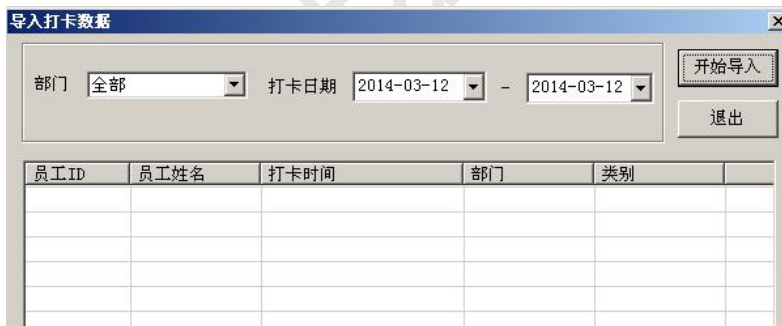 导入打卡数据
部门 全部 打卡日期 2014-03-12 - 2014-03-12 开始导入
退出
员工ID 员工姓名 打卡时间 部门 类别